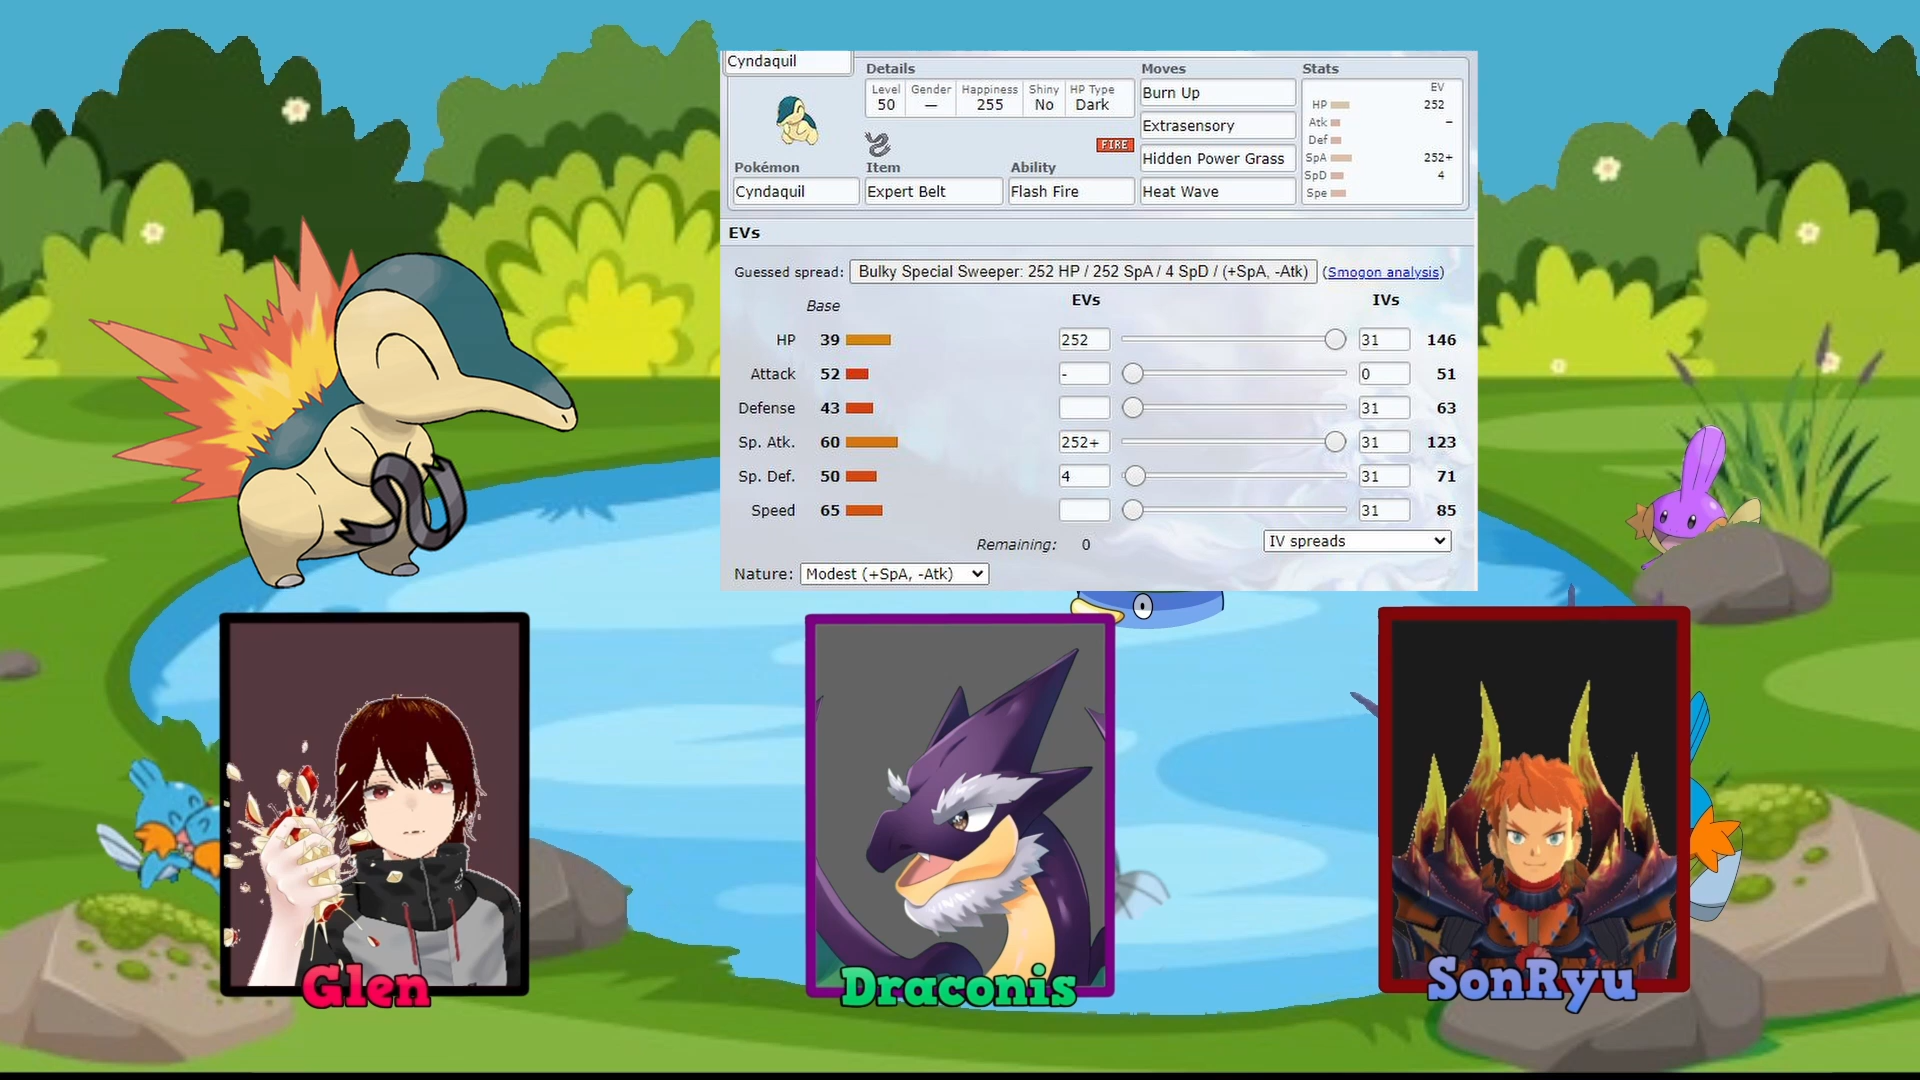 Cyndaquil
Details
Level Gender Happiness Shiny HP Type
50 — 255 No Dark
FIRE
Pokémon Item Ability
Cyndaquil Expert Belt Flash Fire
Moves
Burn Up
Extrasensory
Hidden Power Grass
Heat Wave
Stats
EV
HP 252
Atk –
Def
SpA 252+
SpD 4
Spe
EVs
Guessed spread: Bulky Special Sweeper: 252 HP / 252 SpA / 4 SpD / (+SpA, -Atk) (Smogon analysis)
Base EVs IVs
HP 39 252 31 146
Attack 52 - 0 51
Defense 43 31 63
Sp. Atk. 60 252+ 31 123
Sp. Def. 50 4 31 71
Speed 65 31 85
Remaining: 0 IV spreads
Nature: Modest (+SpA, -Atk)
Glen
Draconis
SonRyu